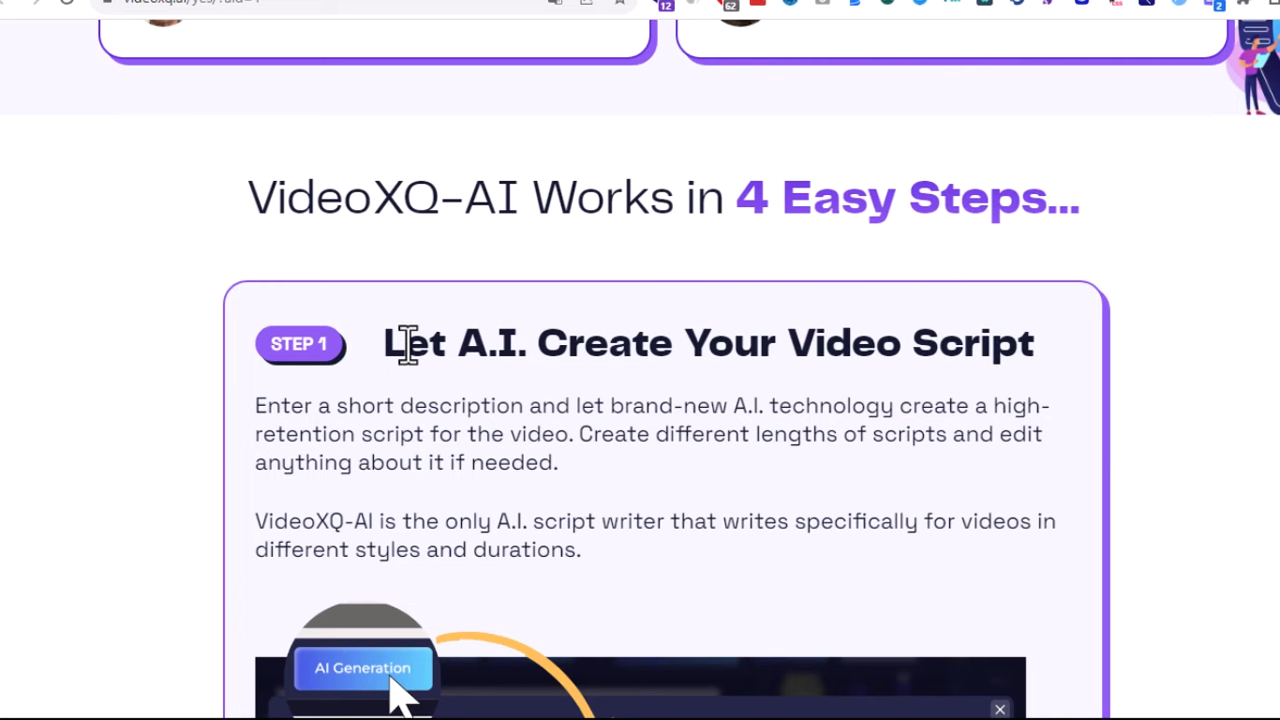 12
62
2
VideoXQ-AI Works in 4 Easy Steps...
STEP 1
Let A.I. Create Your Video Script
Enter a short description and let brand-new A.I. technology create a high-
retention script for the video. Create different lengths of scripts and edit
anything about it if needed.
VideoXQ-AI is the only A.I. script writer that writes specifically for videos in
different styles and durations.
AI Generation